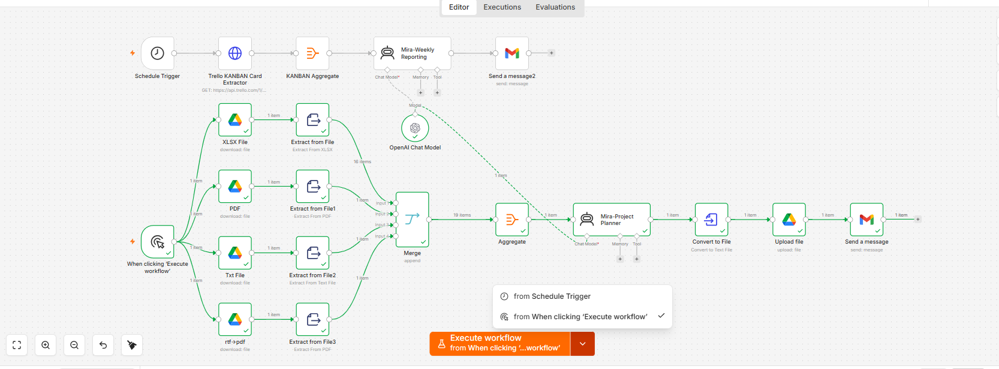 Editor
Executions
Evaluations
Schedule Trigger
Trello KANBAN Card
Extractor
GET: https://api.trello.com/1/...
KANBAN Aggregate
Mira-Weekly
Reporting
Chat Model*
Memory
Tool
Send a message2
send: message
Model
OpenAI Chat Model
XLSX File
download: file
1 item
Extract from File
Extract From XLSX
16 items
1 item
1 item
PDF
download: file
1 item
Extract from File1
Extract From PDF
1 item
1 item
When clicking ‘Execute
workflow’
1 item
Txt File
download: file
1 item
Extract from File2
Extract From Text File
1 item
1 item
rtf→pdf
download: file
1 item
Extract from File3
Extract From PDF
1 item
Input 1
Input 2
Input 3
Input 4
Merge
append
19 items
Aggregate
1 item
1 item
Mira-Project
Planner
Chat Model*
Memory
Tool
1 item
Convert to File
Convert to Text File
1 item
Upload file
upload: file
1 item
Send a message
send: message
1 item
from Schedule Trigger
from When clicking ‘Execute workflow’
Execute workflow
from When clicking ‘...workflow’